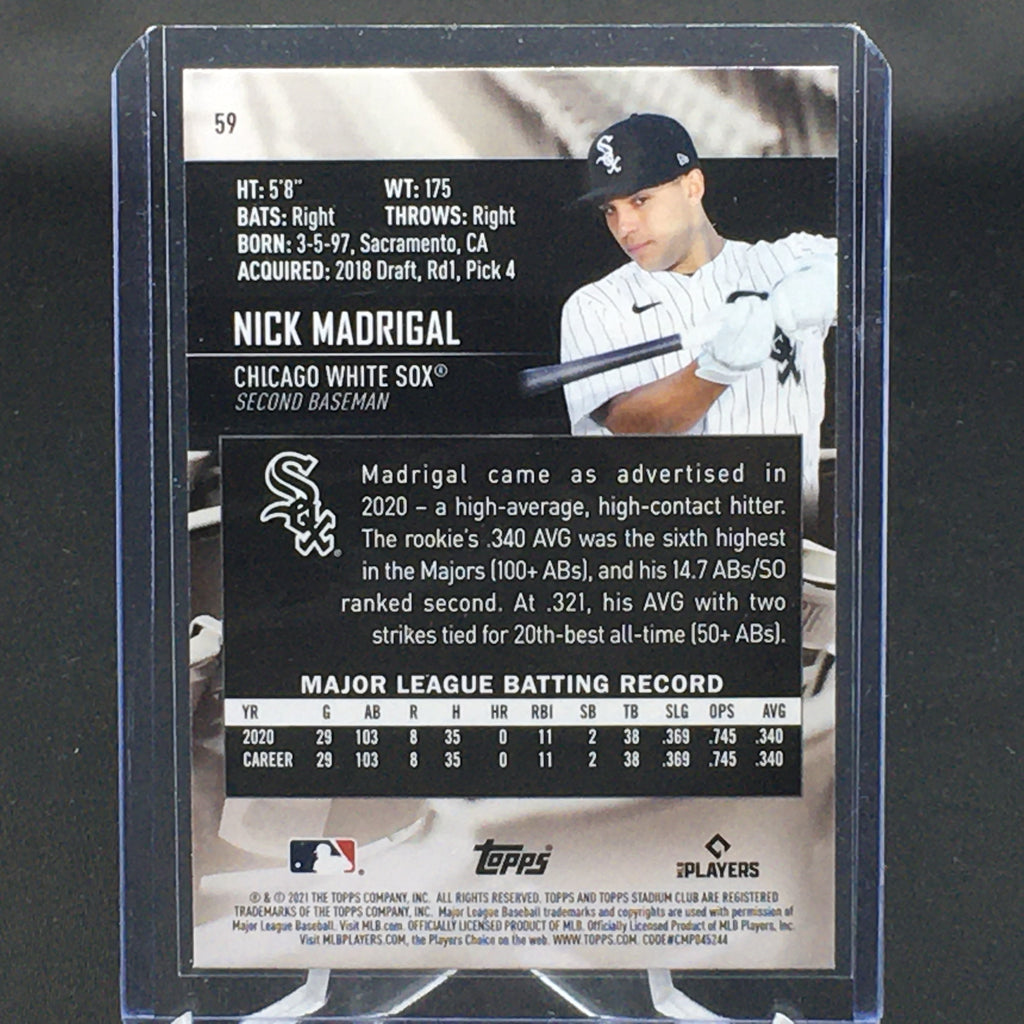 59
HT: 5'8" WT: 175
BATS: Right THROWS: Right
BORN: 3-5-97, Sacramento, CA
ACQUIRED: 2018 Draft, Rd1, Pick 4
NICK MADRIGAL
CHICAGO WHITE SOX®
SECOND BASEMAN
Sox
Madrigal came as advertised in
2020 – a high-average, high-contact hitter.
The rookie's .340 AVG was the sixth highest
in the Majors (100+ ABs), and his 14.7 ABs/SO
ranked second. At .321, his AVG with two
strikes tied for 20th-best all-time (50+ ABs).
MAJOR LEAGUE BATTING RECORD
YR G AB R H HR RBI SB TB SLG OPS AVG
2020 29 103 8 35 0 11 2 38 .369 .745 .340
CAREER 29 103 8 35 0 11 2 38 .369 .745 .340
Topps
MLB PLAYERS
® & © 2021 THE TOPPS COMPANY, INC. ALL RIGHTS RESERVED. TOPPS AND TOPPS STADIUM CLUB ARE REGISTERED
TRADEMARKS OF THE TOPPS COMPANY, INC. Major League Baseball trademarks and copyrights are used with permission of
Major League Baseball. Visit MLB.com. OFFICIALLY LICENSED PRODUCT OF MLB. Officially Licensed Product of MLB Players, Inc.
Visit MLBPLAYERS.COM, the Players Choice on the web. WWW.TOPPS.COM. CODE#CMP045244